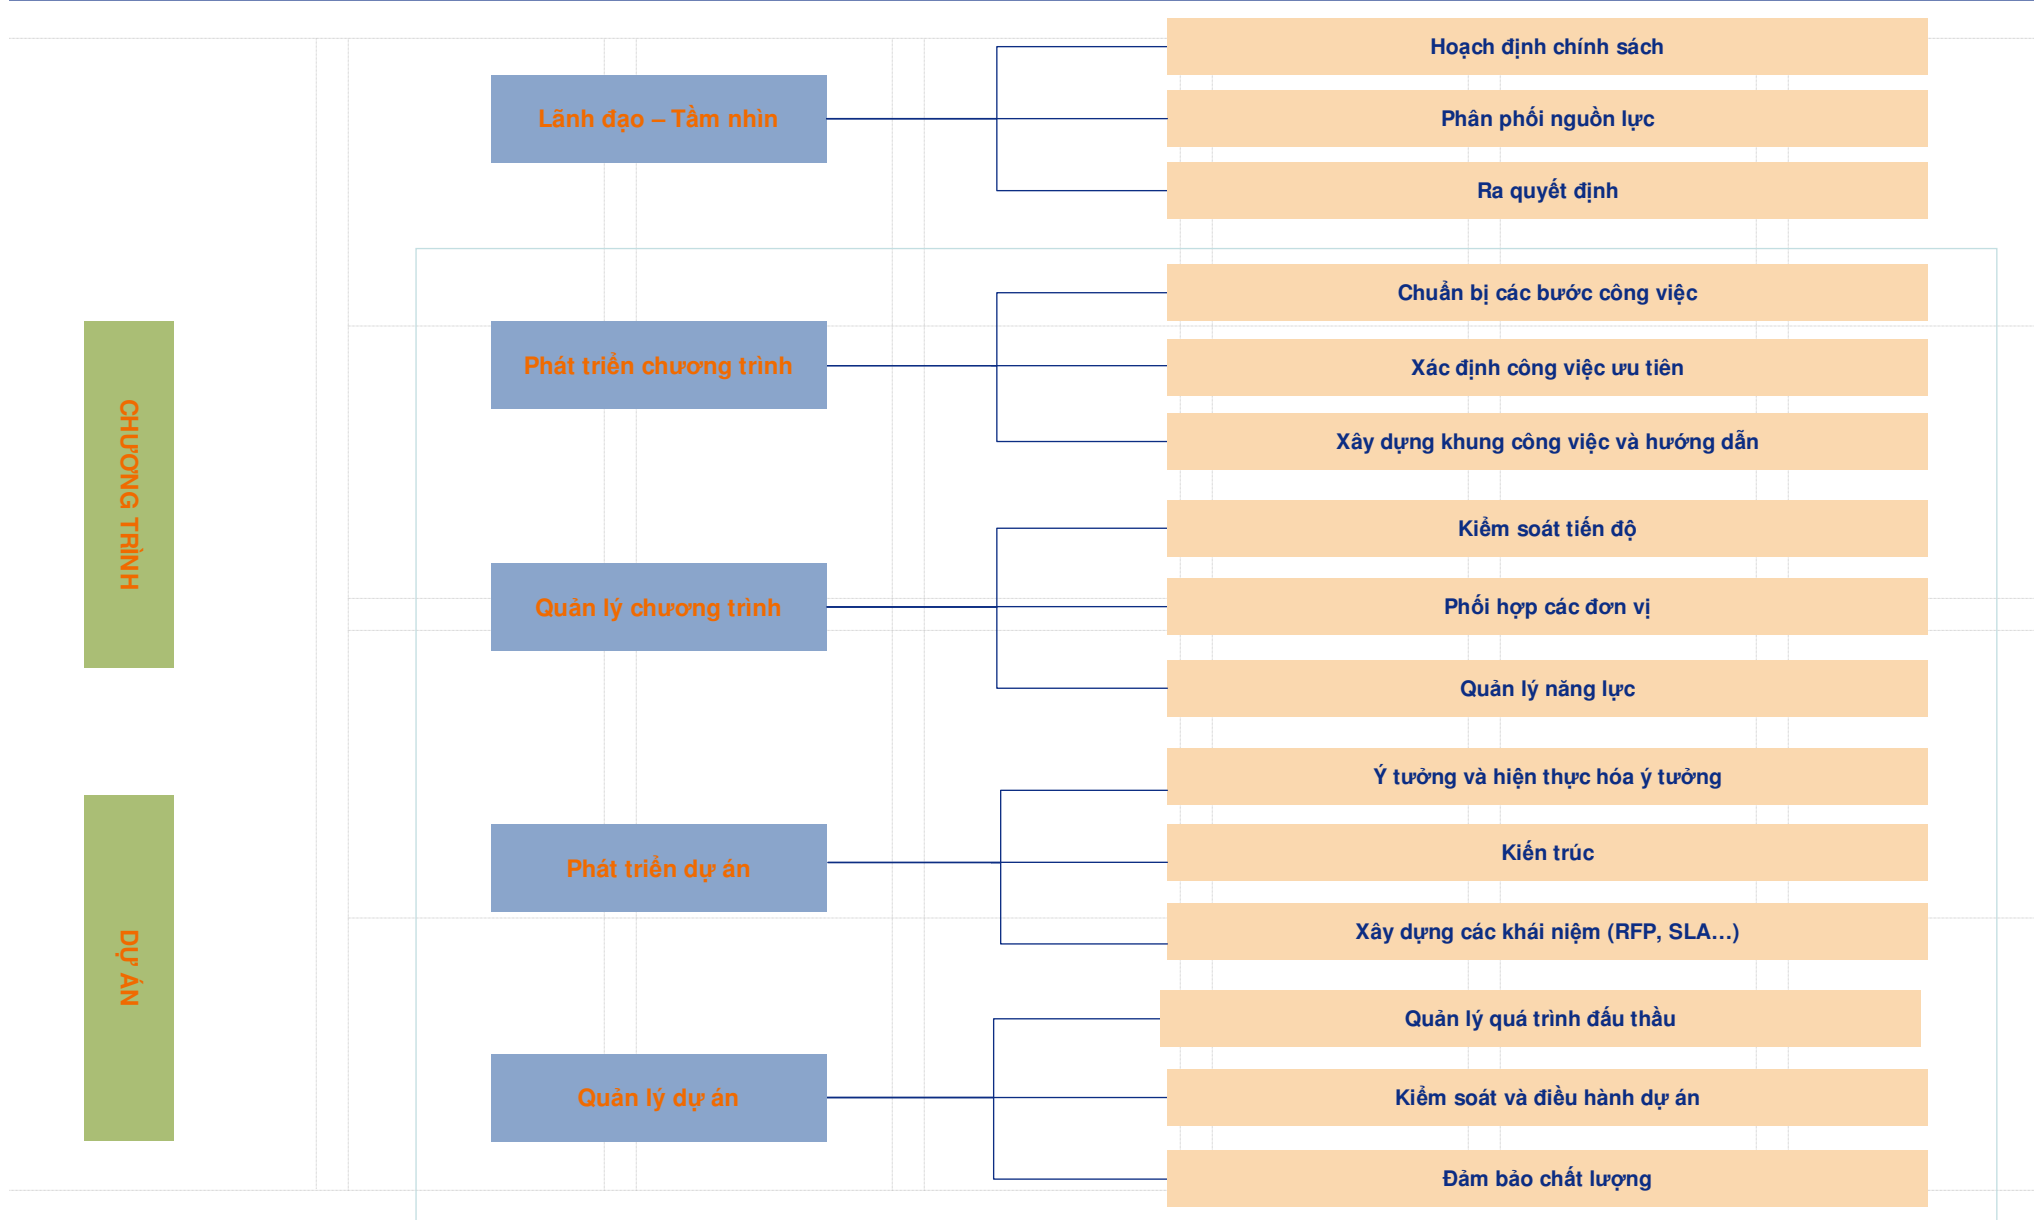 Lãnh đạo – Tầm nhìn
Hoạch định chính sách
Phân phối nguồn lực
Ra quyết định
CHƯƠNG TRÌNH
Phát triển chương trình
Chuẩn bị các bước công việc
Xác định công việc ưu tiên
Xây dựng khung công việc và hướng dẫn
Quản lý chương trình
Kiểm soát tiến độ
Phối hợp các đơn vị
Quản lý năng lực
DỰ ÁN
Phát triển dự án
Ý tưởng và hiện thực hóa ý tưởng
Kiến trúc
Xây dựng các khái niệm (RFP, SLA…)
Quản lý dự án
Quản lý quá trình đấu thầu
Kiểm soát và điều hành dự án
Đảm bảo chất lượng